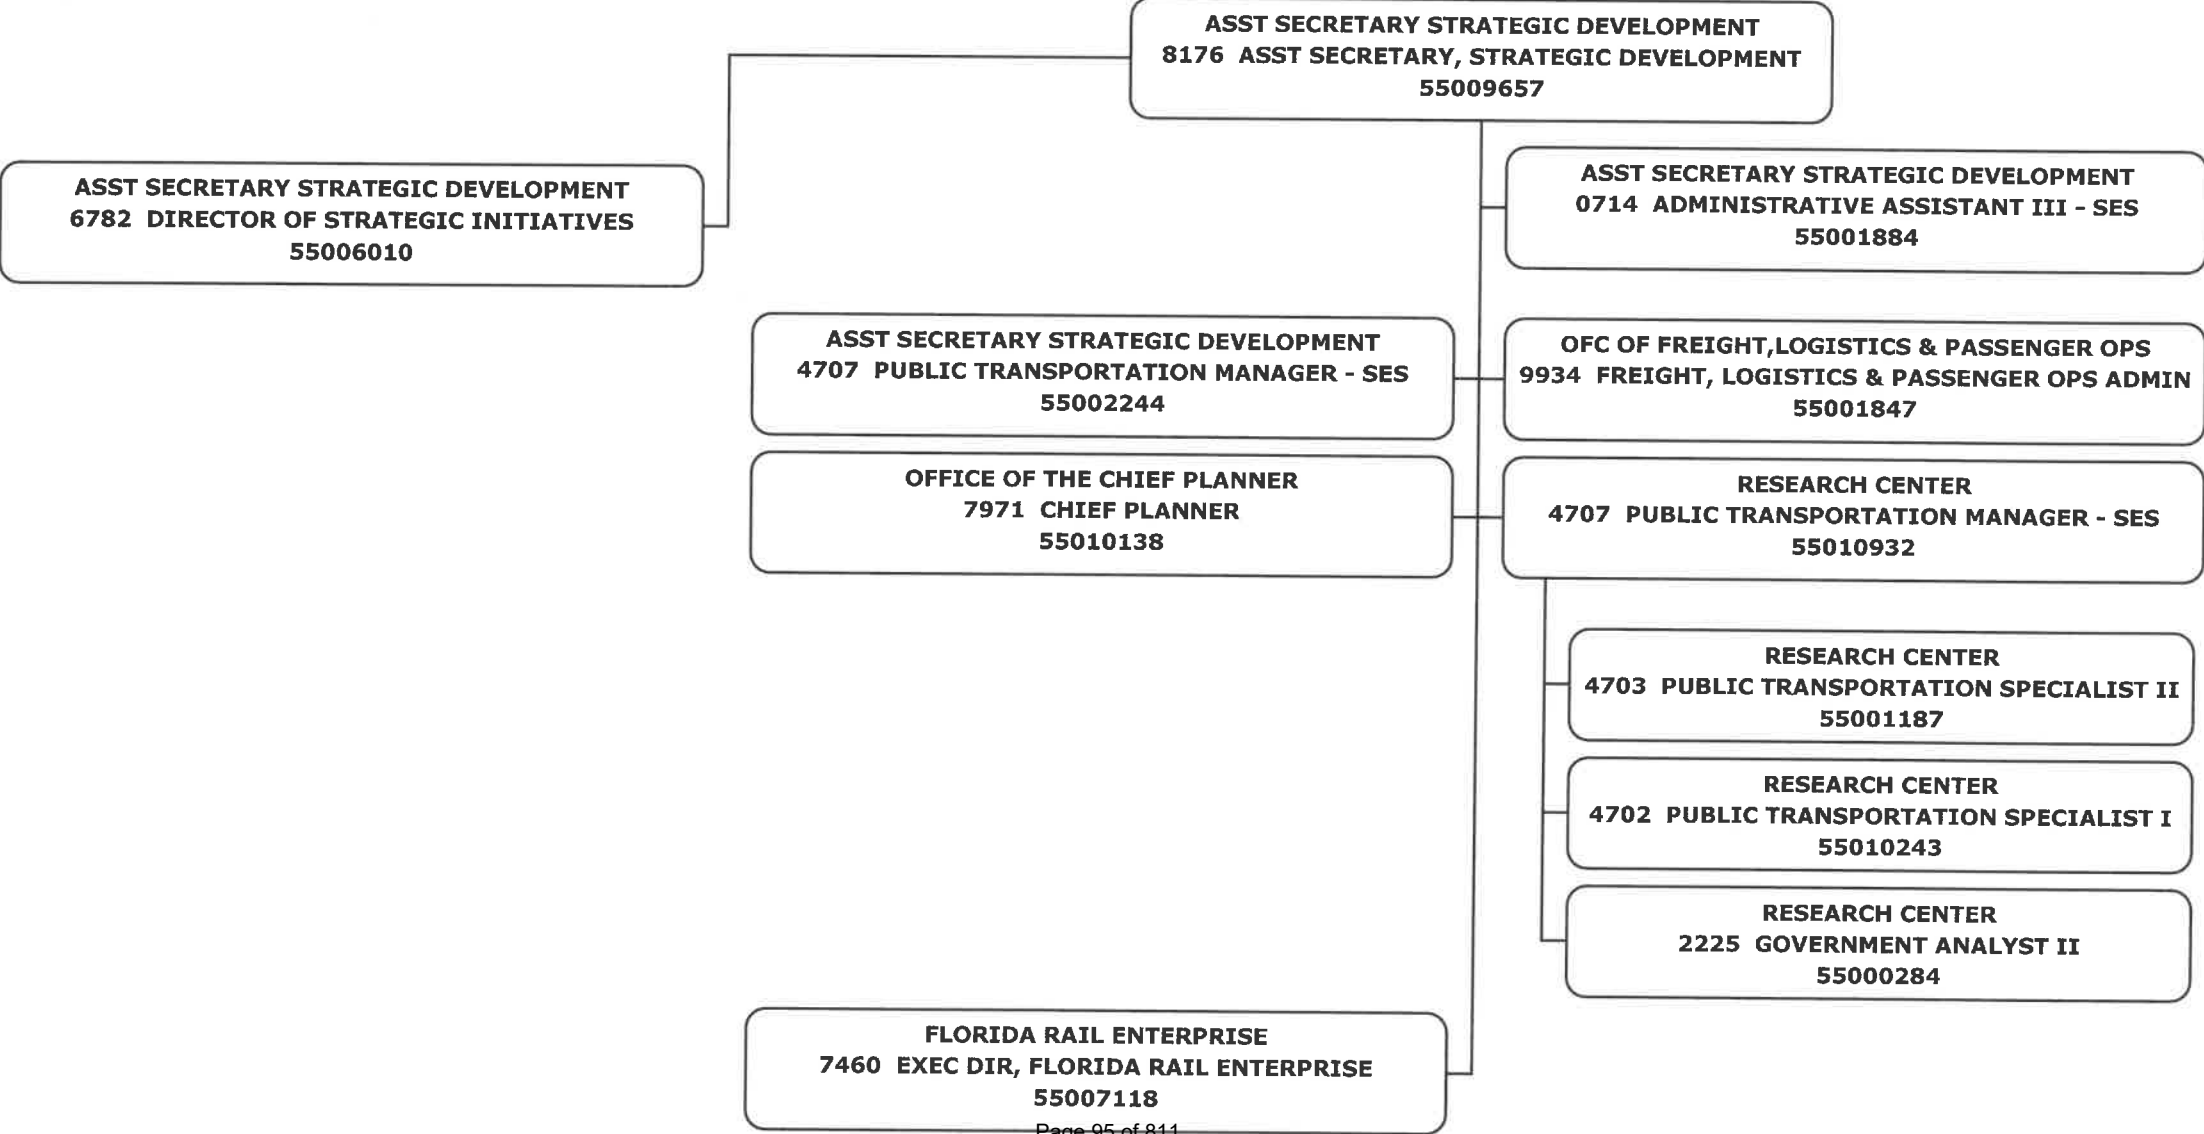 ASST SECRETARY STRATEGIC DEVELOPMENT
8176 ASST SECRETARY, STRATEGIC DEVELOPMENT
55009657
ASST SECRETARY STRATEGIC DEVELOPMENT
6782 DIRECTOR OF STRATEGIC INITIATIVES
55006010
ASST SECRETARY STRATEGIC DEVELOPMENT
0714 ADMINISTRATIVE ASSISTANT III - SES
55001884
ASST SECRETARY STRATEGIC DEVELOPMENT
4707 PUBLIC TRANSPORTATION MANAGER - SES
55002244
OFC OF FREIGHT,LOGISTICS & PASSENGER OPS
9934 FREIGHT, LOGISTICS & PASSENGER OPS ADMIN
55001847
OFFICE OF THE CHIEF PLANNER
7971 CHIEF PLANNER
55010138
RESEARCH CENTER
4707 PUBLIC TRANSPORTATION MANAGER - SES
55010932
RESEARCH CENTER
4703 PUBLIC TRANSPORTATION SPECIALIST II
55001187
RESEARCH CENTER
4702 PUBLIC TRANSPORTATION SPECIALIST I
55010243
RESEARCH CENTER
2225 GOVERNMENT ANALYST II
55000284
FLORIDA RAIL ENTERPRISE
7460 EXEC DIR, FLORIDA RAIL ENTERPRISE
55007118
Page 95 of 811